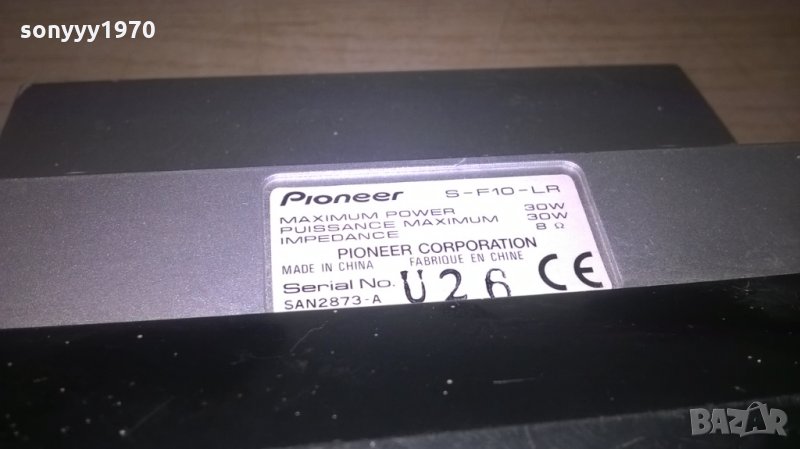 sonyyy1970
Pioneer S-F10-LR
MAXIMUM POWER 30W
PUISSANCE MAXIMUM 30W
IMPEDANCE 8 Ω
PIONEER CORPORATION
MADE IN CHINA FABRIQUE EN CHINE
Serial No. U26 CE
SAN2873-A
BAZAR